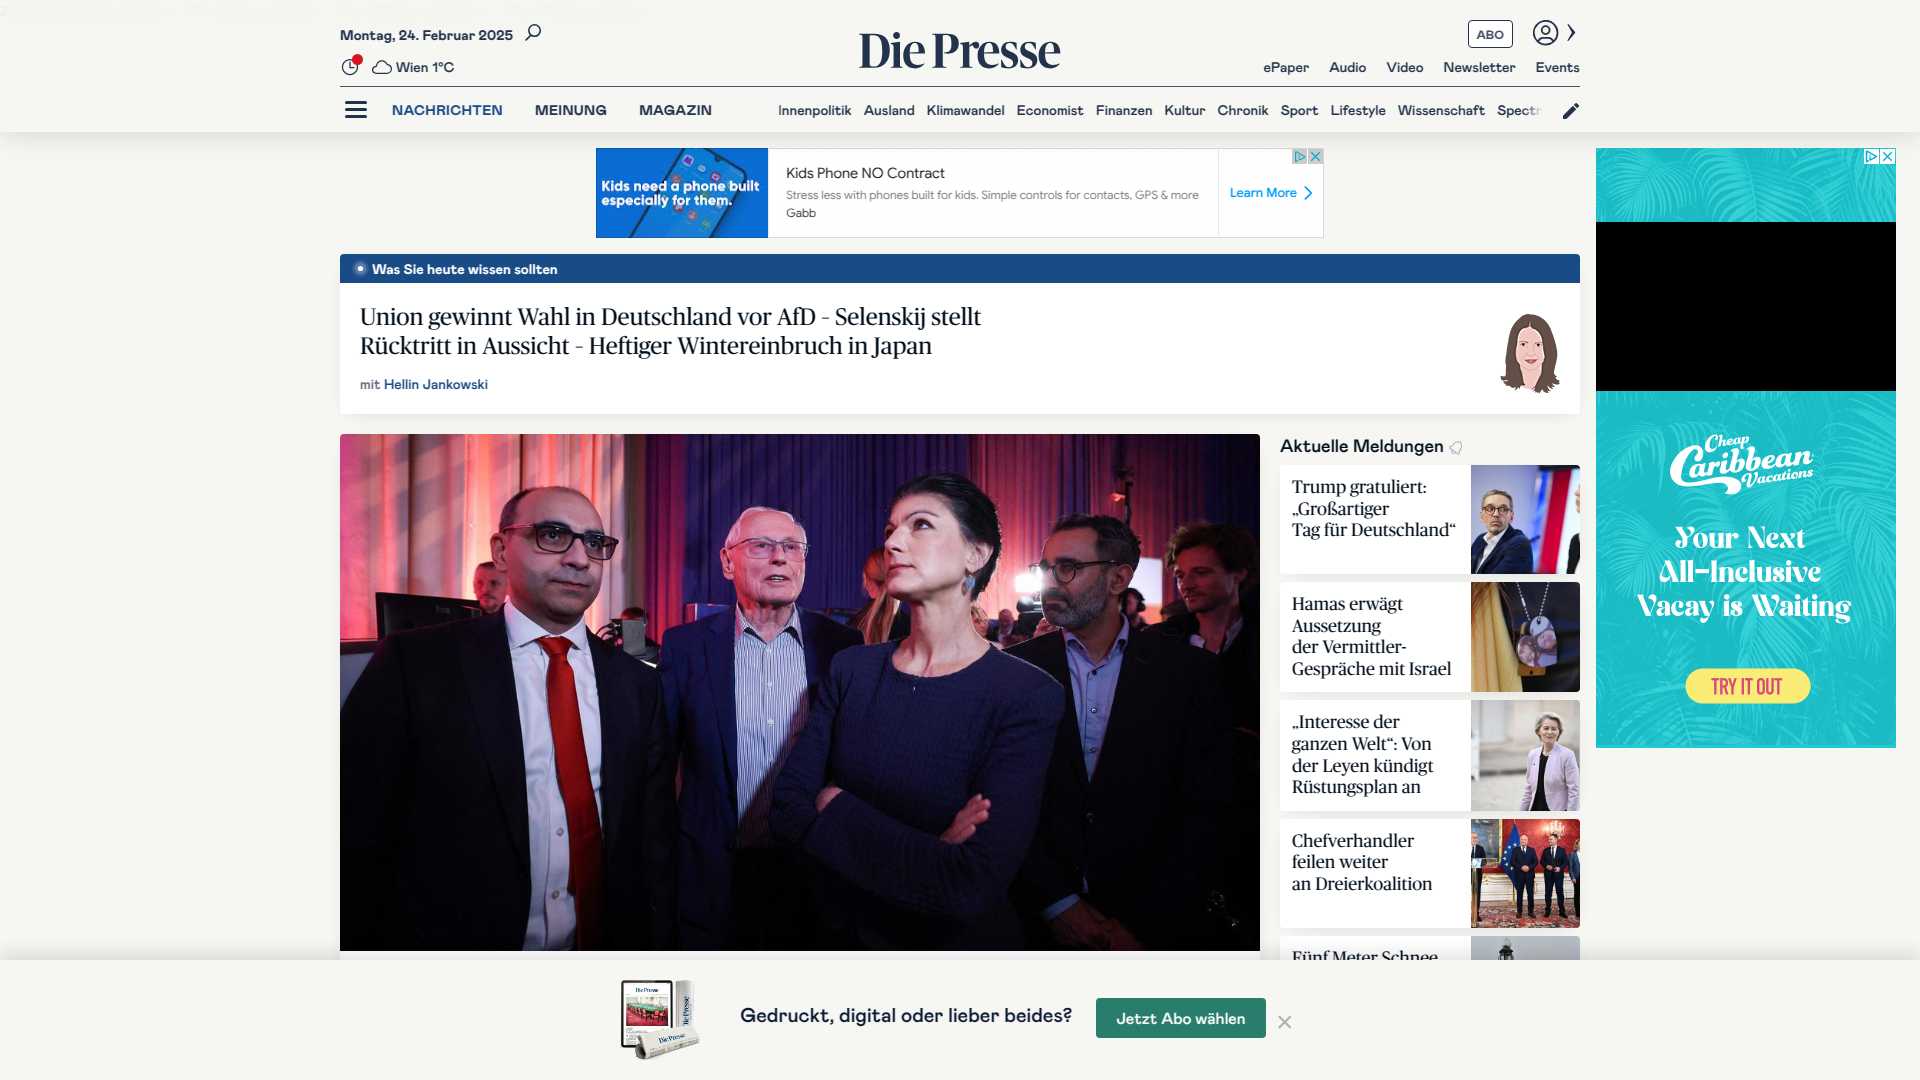 Montag, 24. Februar 2025
Wien 1°C
Die Presse
ABO
ePaper Audio Video Newsletter Events
NACHRICHTEN MEINUNG MAGAZIN
Innenpolitik Ausland Klimawandel Economist Finanzen Kultur Chronik Sport Lifestyle Wissenschaft Spectr
Kids need a phone built
especially for them.
Kids Phone NO Contract
Stress less with phones built for kids. Simple controls for contacts, GPS & more
Gabb
Learn More
Was Sie heute wissen sollten
Union gewinnt Wahl in Deutschland vor AfD - Selenskij stellt
Rücktritt in Aussicht - Heftiger Wintereinbruch in Japan
mit Hellin Jankowski
Aktuelle Meldungen
Trump gratuliert:
„Großartiger
Tag für Deutschland“
Hamas erwägt
Aussetzung
der Vermittler-
Gespräche mit Israel
„Interesse der
ganzen Welt“: Von
der Leyen kündigt
Rüstungsplan an
Chefverhandler
feilen weiter
an Dreierkoalition
Fünf Meter Schnee
Cheap
Caribbean
Vacations
Your Next
All-Inclusive
Vacay is Waiting
TRY IT OUT
Die Presse
Die Presse
Die Presse
Gedruckt, digital oder lieber beides?
Jetzt Abo wählen